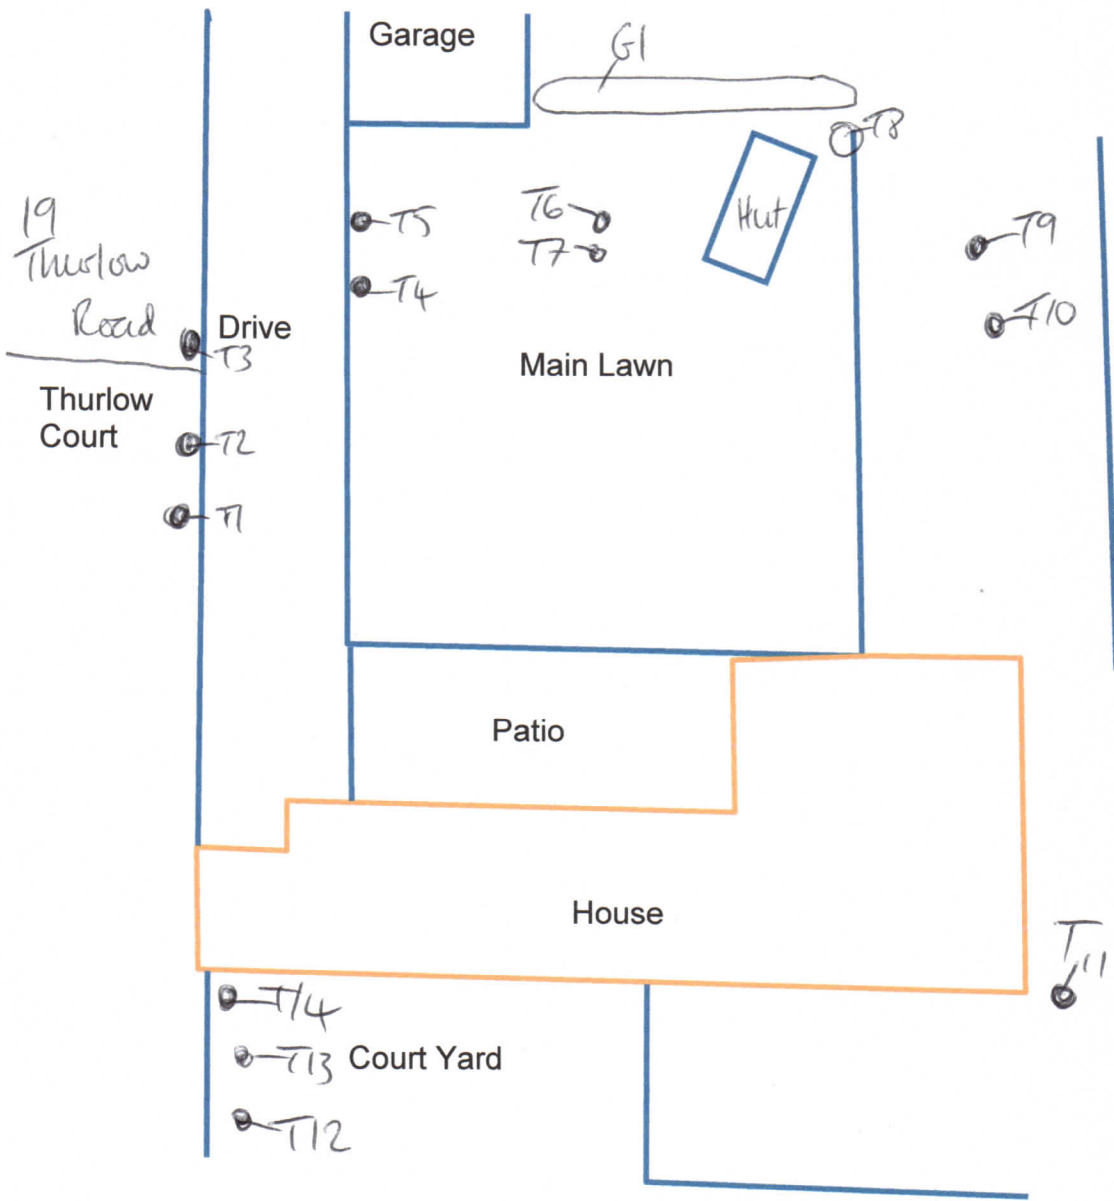 Garage
G1
T8
19
Thurlow
Road
T5
T6
T7
Hut
T9
T4
T10
Drive
T3
Main Lawn
Thurlow
Court
T2
T1
Patio
House
T
11
T14
T13
Court Yard
T12